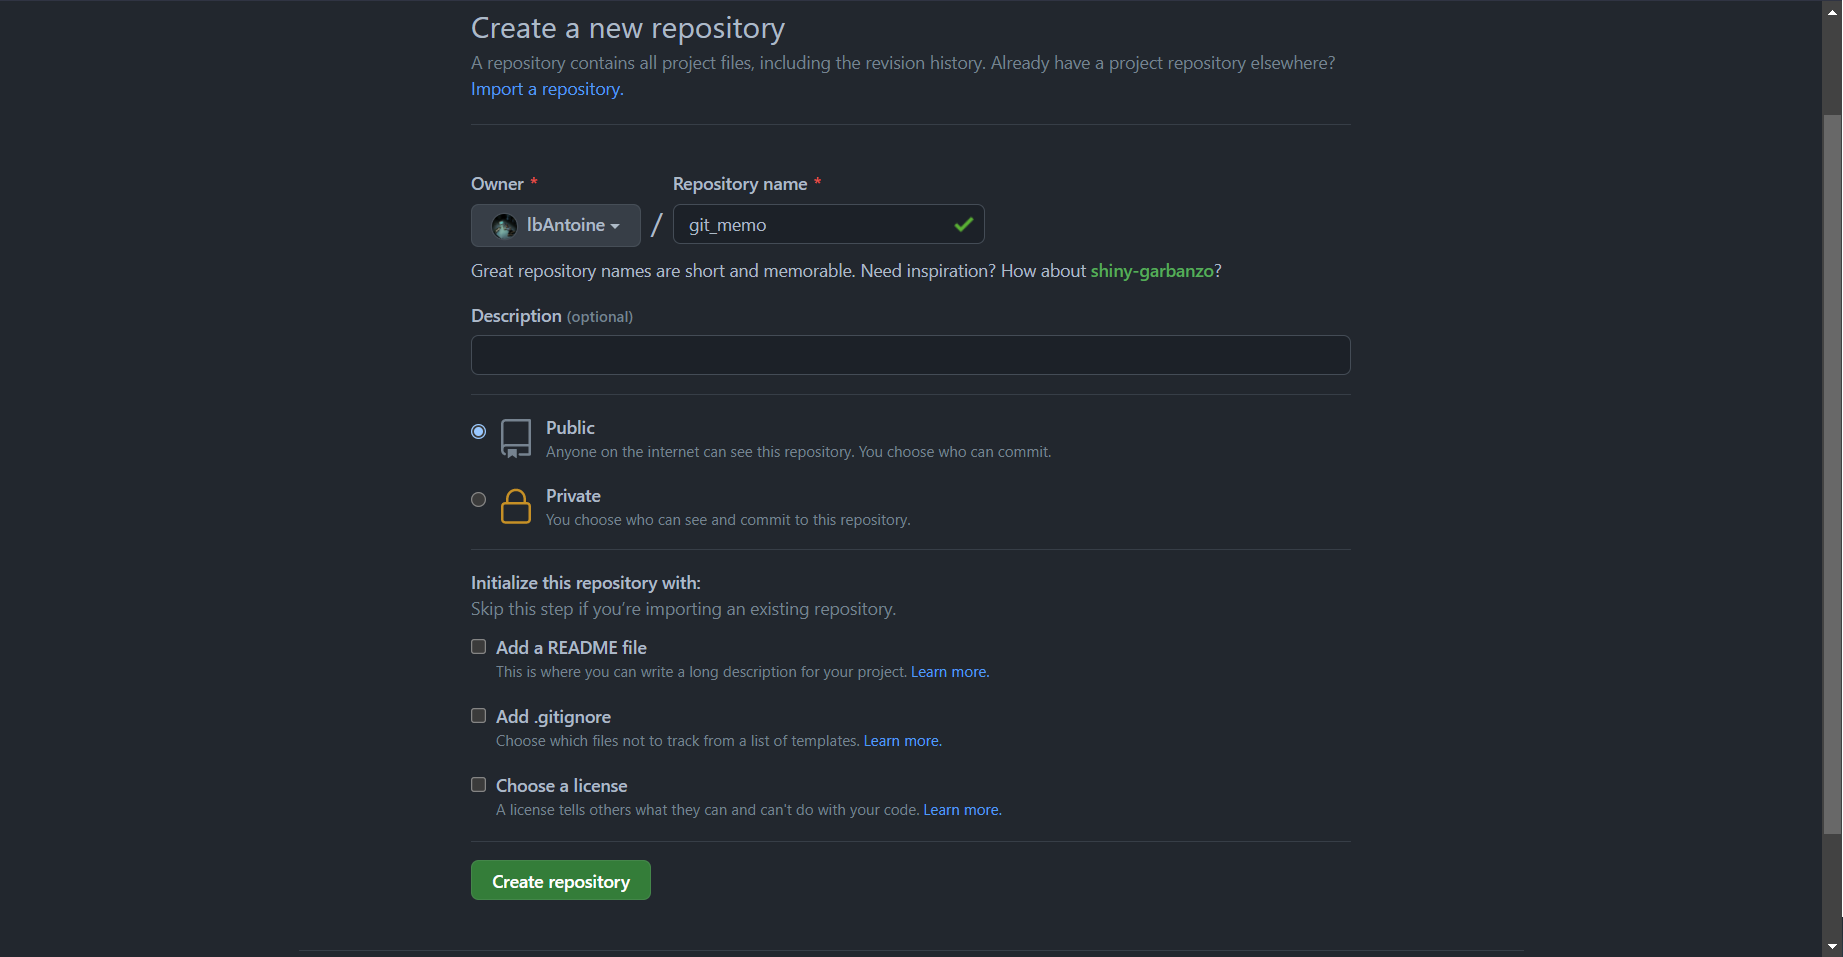 Create a new repository
A repository contains all project files, including the revision history. Already have a project repository elsewhere?
Import a repository.
Owner * Repository name *
lbAntoine / git_memo
Great repository names are short and memorable. Need inspiration? How about shiny-garbanzo?
Description (optional)
Public
Anyone on the internet can see this repository. You choose who can commit.
Private
You choose who can see and commit to this repository.
Initialize this repository with:
Skip this step if you’re importing an existing repository.
Add a README file
This is where you can write a long description for your project. Learn more.
Add .gitignore
Choose which files not to track from a list of templates. Learn more.
Choose a license
A license tells others what they can and can't do with your code. Learn more.
Create repository